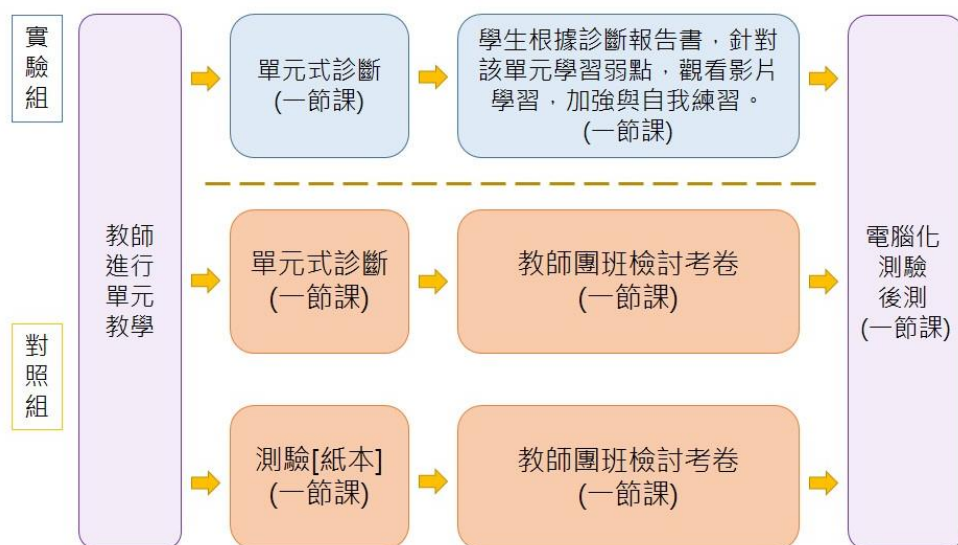 實
驗
組
教師
進行
單元
教學
單元式診斷
(一節課)
學生根據診斷報告書，針對
該單元學習弱點，觀看影片
學習，加強與自我練習。
(一節課)
對
照
組
單元式診斷
(一節課)
教師團班檢討考卷
(一節課)
測驗[紙本]
(一節課)
教師團班檢討考卷
(一節課)
電腦化
測驗
後測
(一節課)